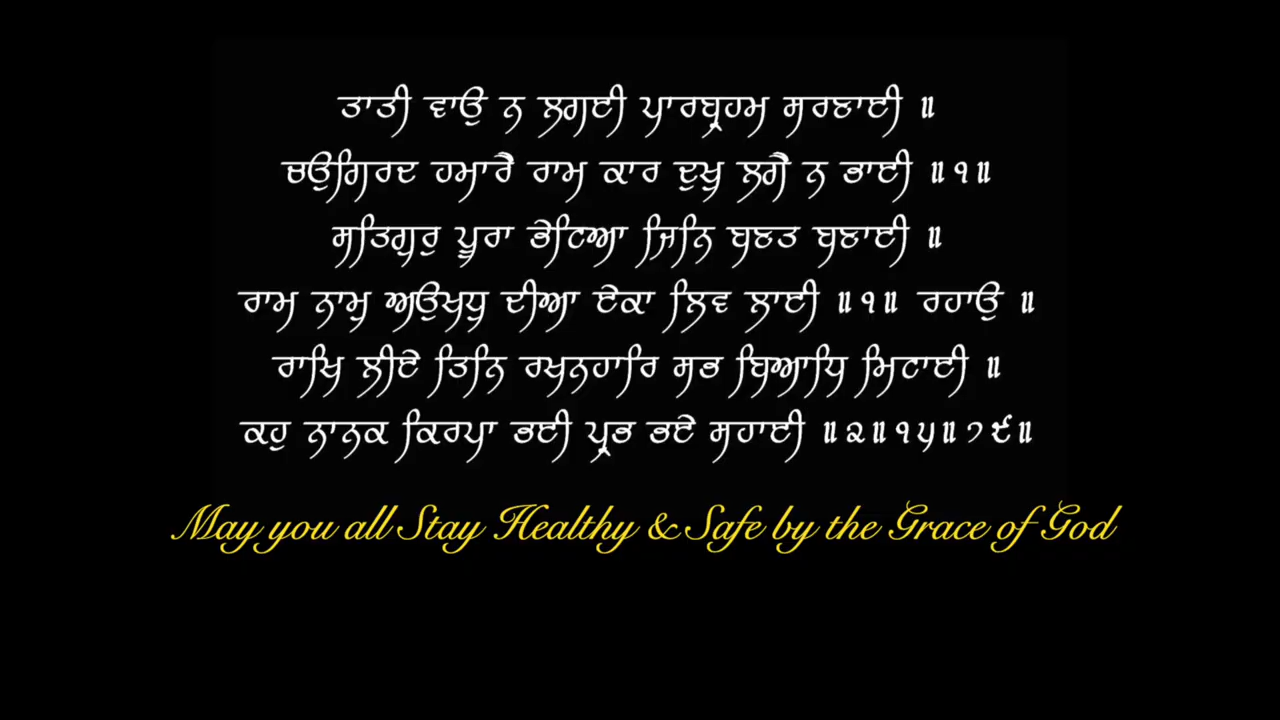 ਤਾਤੀ ਵਾਉ ਨ ਲਗਈ ਪਾਰਬ੍ਰਹਮ ਸਰਣਾਈ ॥
ਚਉਗਿਰਦ ਹਮਾਰੈ ਰਾਮ ਕਾਰ ਦੁਖੁ ਲਗੈ ਨ ਭਾਈ ॥੧॥
ਸਤਿਗੁਰੁ ਪੂਰਾ ਭੇਟਿਆ ਜਿਨਿ ਬਣਤ ਬਣਾਈ ॥
ਰਾਮ ਨਾਮੁ ਅਉਖਧੁ ਦੀਆ ਏਕਾ ਲਿਵ ਲਾਈ ॥੧॥ ਰਹਾਉ ॥
ਰਾਖਿ ਲੀਏ ਤਿਨਿ ਰਖਨਹਾਰਿ ਸਭ ਬਿਆਧਿ ਮਿਟਾਈ ॥
ਕਹੁ ਨਾਨਕ ਕਿਰਪਾ ਭਈ ਪ੍ਰਭ ਭਏ ਸਹਾਈ ॥੨॥੧੫॥੭੯॥
May you all Stay Healthy & Safe by the Grace of God